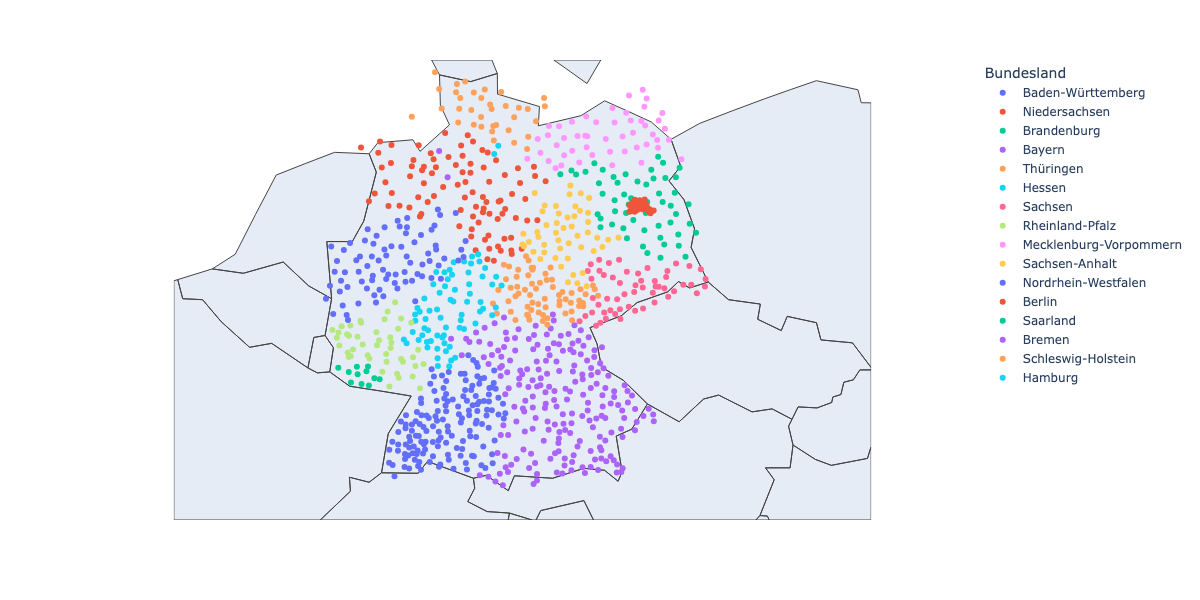 Bundesland
Baden-Württemberg
Niedersachsen
Brandenburg
Bayern
Thüringen
Hessen
Sachsen
Rheinland-Pfalz
Mecklenburg-Vorpommern
Sachsen-Anhalt
Nordrhein-Westfalen
Berlin
Saarland
Bremen
Schleswig-Holstein
Hamburg